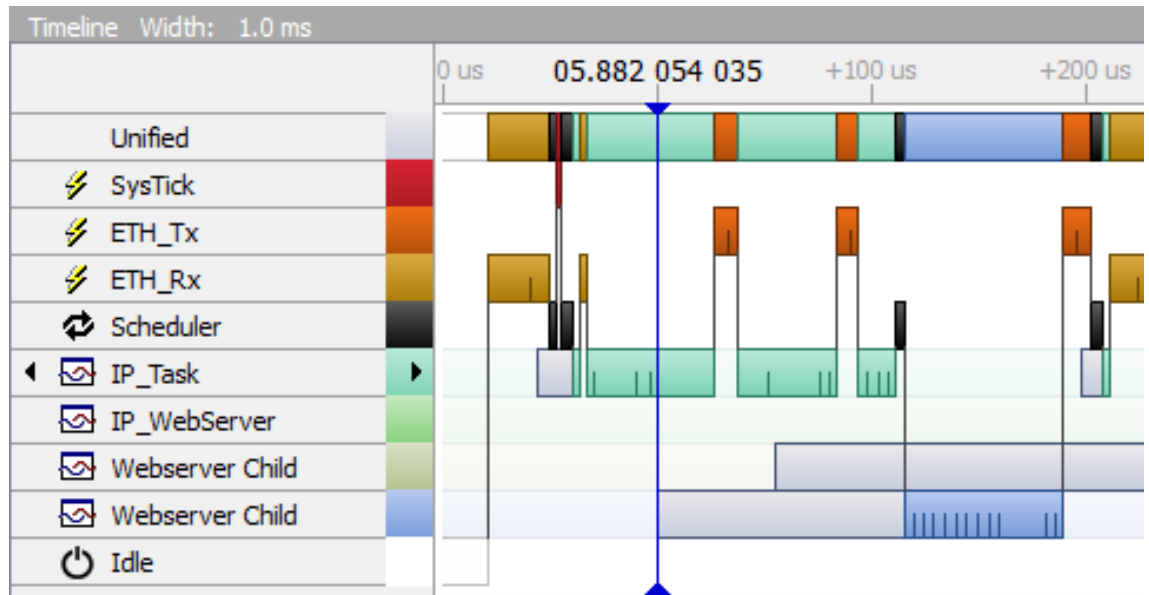 Timeline Width: 1.0 ms
0 us 05.882 054 035 +100 us +200 us
Unified
SysTick
ETH_Tx
ETH_Rx
Scheduler
IP_Task
IP_WebServer
Webserver Child
Webserver Child
Idle